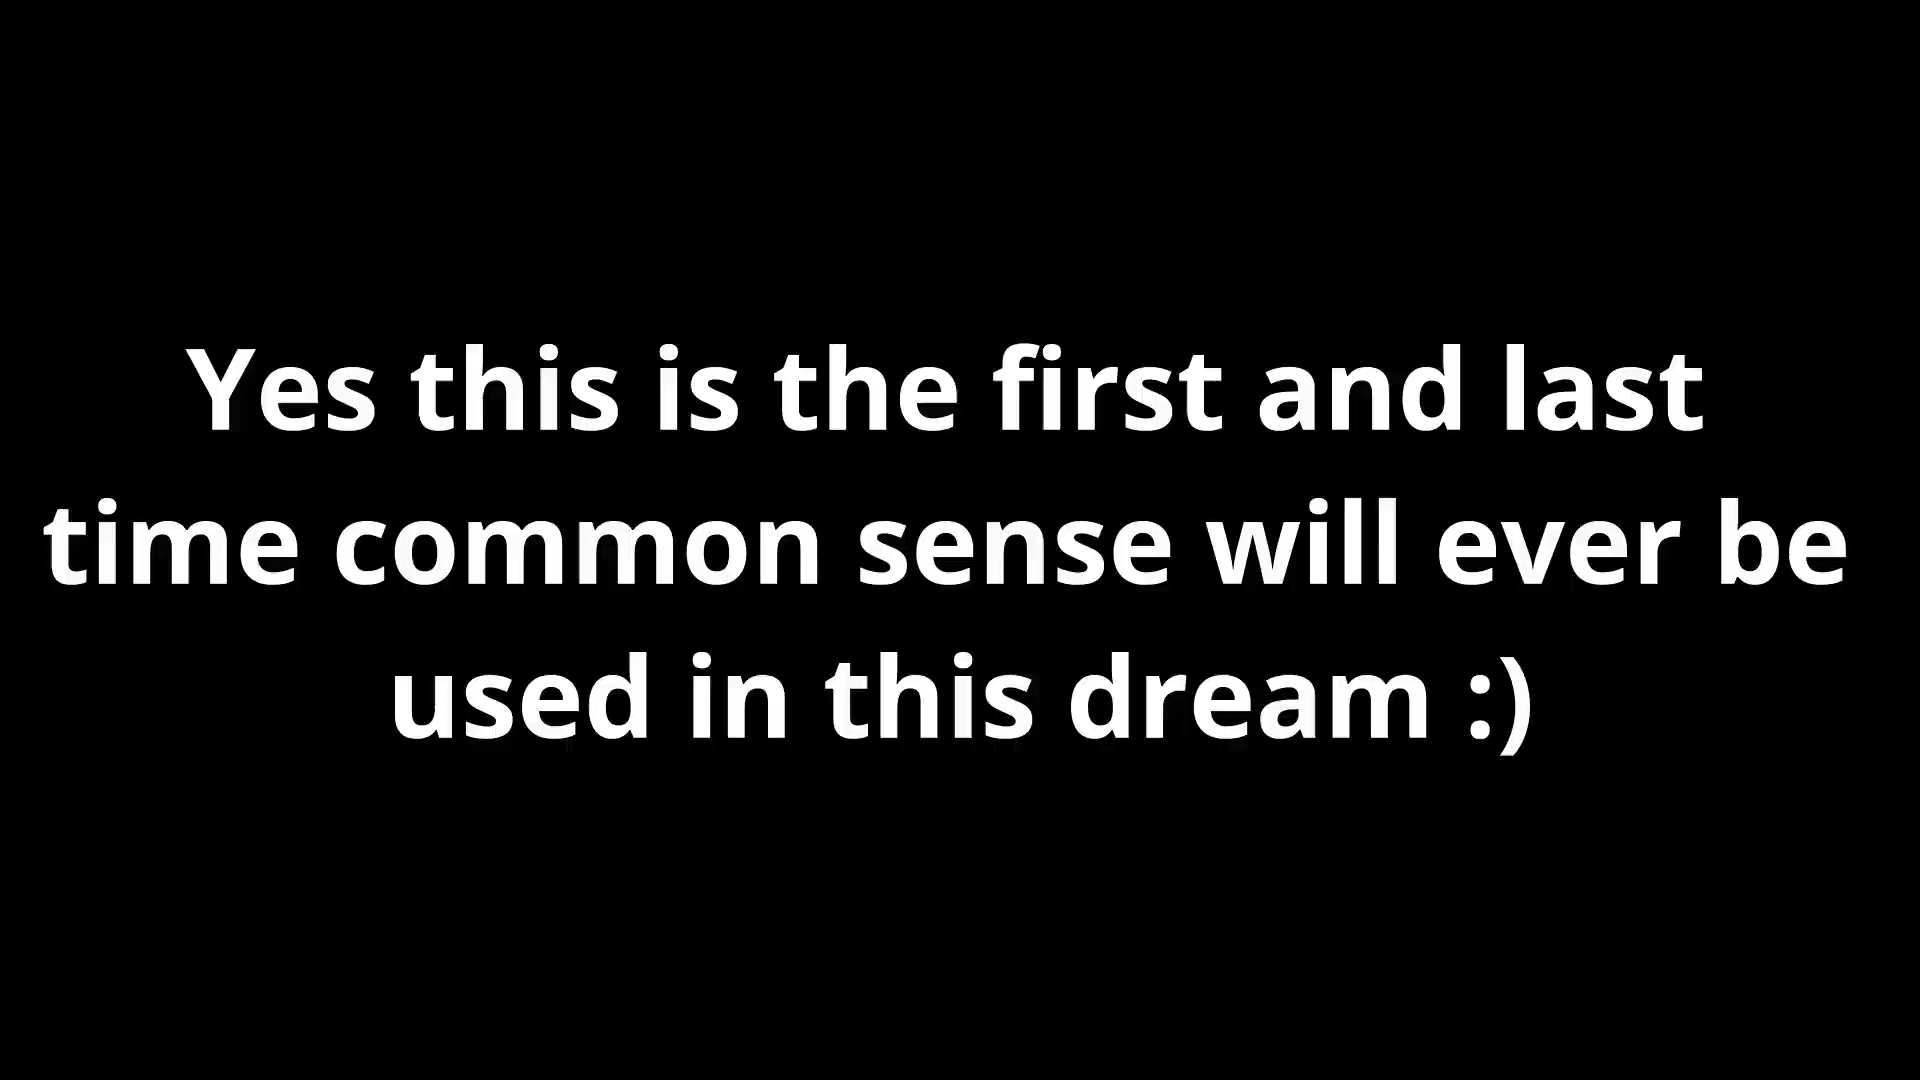 Yes this is the first and last
time common sense will ever be
used in this dream :)